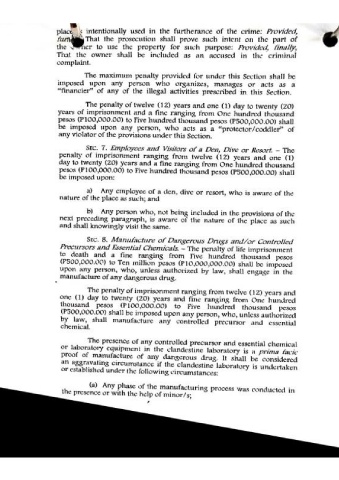 place is intentionally used in the furtherance of the crime: Provided,
further, That the prosecution shall prove such intent on the part of
the owner to use the property for such purpose: Provided, finally,
That the owner shall be included as an accused in the criminal
complaint.
The maximum penalty provided for under this Section shall be
imposed upon any person who organizes, manages or acts as a
"financier" of any of the illegal activities prescribed in this Section.
The penalty of twelve (12) years and one (1) day to twenty (20)
years of imprisonment and a fine ranging from One hundred thousand
pesos (P100,000.00) to Five hundred thousand pesos (P500,000.00) shall
be imposed upon any person, who acts as a "protector/coddler" of
any violator of the provisions under this Section.
SEC. 7. Employees and Visitors of a Den, Dive or Resort. – The
penalty of imprisonment ranging from twelve (12) years and one (1)
day to twenty (20) years and a fine ranging from One hundred thousand
pesos (P100,000.00) to Five hundred thousand pesos (P500,000.00) shall
be imposed upon:
a) Any employee of a den, dive or resort, who is aware of the
nature of the place as such; and
b) Any person who, not being included in the provisions of the
next preceding paragraph, is aware of the nature of the place as such
and shall knowingly visit the same.
SEC. 8. Manufacture of Dangerous Drugs and/or Controlled
Precursors and Essential Chemicals. – The penalty of life imprisonment
to death and a fine ranging from Five hundred thousand pesos
(P500,000.00) to Ten million pesos (P10,000,000.00) shall be imposed
upon any person, who, unless authorized by law, shall engage in the
manufacture of any dangerous drug.
The penalty of imprisonment ranging from twelve (12) years and
one (1) day to twenty (20) years and fine ranging from One hundred
thousand pesos (P100,000.00) to Five hundred thousand pesos
(P500,000.00) shall be imposed upon any person, who, unless authorized
by law, shall manufacture any controlled precursor and essential
chemical.
The presence of any controlled precursor and essential chemical
or laboratory equipment in the clandestine laboratory is a prima facie
proof of manufacture of any dangerous drug. It shall be considered
an aggravating circumstance if the clandestine laboratory is undertaken
or established under the following circumstances:
(a) Any phase of the manufacturing process was conducted in
the presence or with the help of minor/s;